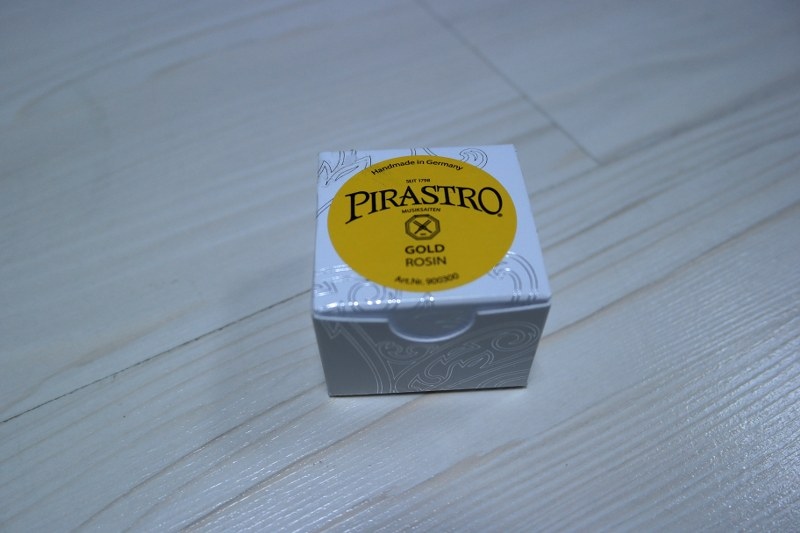 Handmade in Germany
SEIT 1798
PIRASTRO®
MUSIKSAITEN
GOLD
ROSIN
Art.Nr. 900300